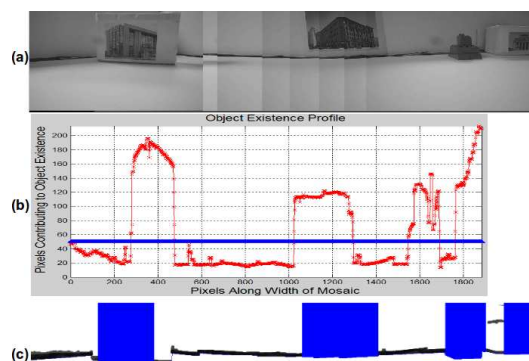 (a)
Object Existence Profile
(b)
Pixels Contributing to Object Existence
200
180
160
140
120
100
80
60
40
20
0
0 200 400 600 800 1000 1200 1400 1600 1800
Pixels Along Width of Mosaic
(c)